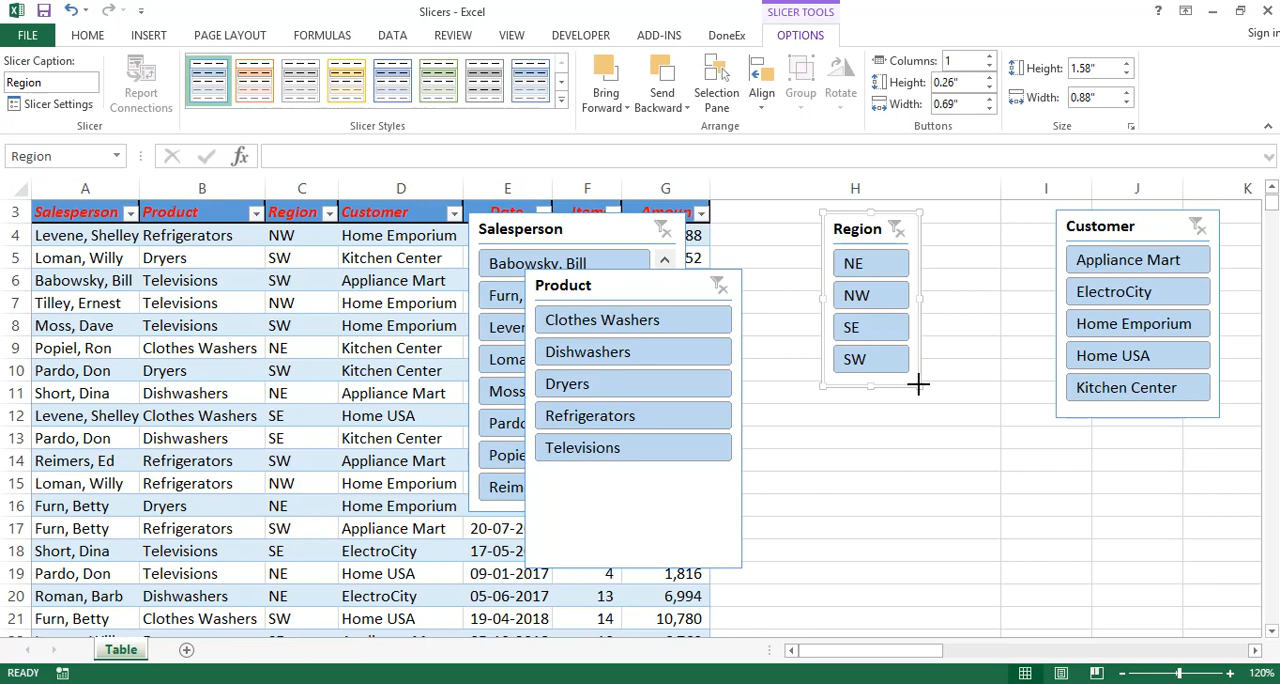 Slicers - Excel
SLICER TOOLS
?
FILE HOME INSERT PAGE LAYOUT FORMULAS DATA REVIEW VIEW DEVELOPER ADD-INS DoneEx OPTIONS Sign in
Slicer Caption:
Region
Slicer Settings
Report
Connections
Slicer
Slicer Styles
Bring
Forward
Send
Backward
Selection
Pane
Align
Group
Rotate
Arrange
Columns: 1
Height: 0.26"
Width: 0.69"
Buttons
Height: 1.58"
Width: 0.88"
Size
Region fx
A B C D E F G H I J K
3 Salesperson Product Region Customer Date
4 Levene, Shelley Refrigerators NW Home Emporium 88
5 Loman, Willy Dryers SW Kitchen Center 52
6 Babowsky, Bill Televisions SW Appliance Mart
7 Tilley, Ernest Televisions NW Home Emporium
8 Moss, Dave Televisions SW Home Emporium
9 Popiel, Ron Clothes Washers NE Kitchen Center
10 Pardo, Don Dryers SW Kitchen Center
11 Short, Dina Dishwashers NE Appliance Mart
12 Levene, Shelley Clothes Washers SE Home USA
13 Pardo, Don Dishwashers SE Kitchen Center
14 Reimers, Ed Refrigerators SW Appliance Mart
15 Loman, Willy Refrigerators NW Home USA
16 Furn, Betty Dryers NE Home Emporium
17 Furn, Betty Refrigerators SW Appliance Mart 20-07-2
18 Short, Dina Televisions SE ElectroCity 17-05-2
19 Pardo, Don Televisions NE Home USA 09-01-2017 4 1,816
20 Roman, Barb Dishwashers NE ElectroCity 05-06-2017 13 6,994
21 Furn, Betty Clothes Washers SW Home USA 19-04-2018 14 10,780
Salesperson
Babowsky, Bill
Furn,
Lever
Loma
Moss
Pardo
Popie
Reim
Product
Clothes Washers
Dishwashers
Dryers
Refrigerators
Televisions
Region
NE
NW
SE
SW
Customer
Appliance Mart
ElectroCity
Home Emporium
Home USA
Kitchen Center
Table
READY 120%